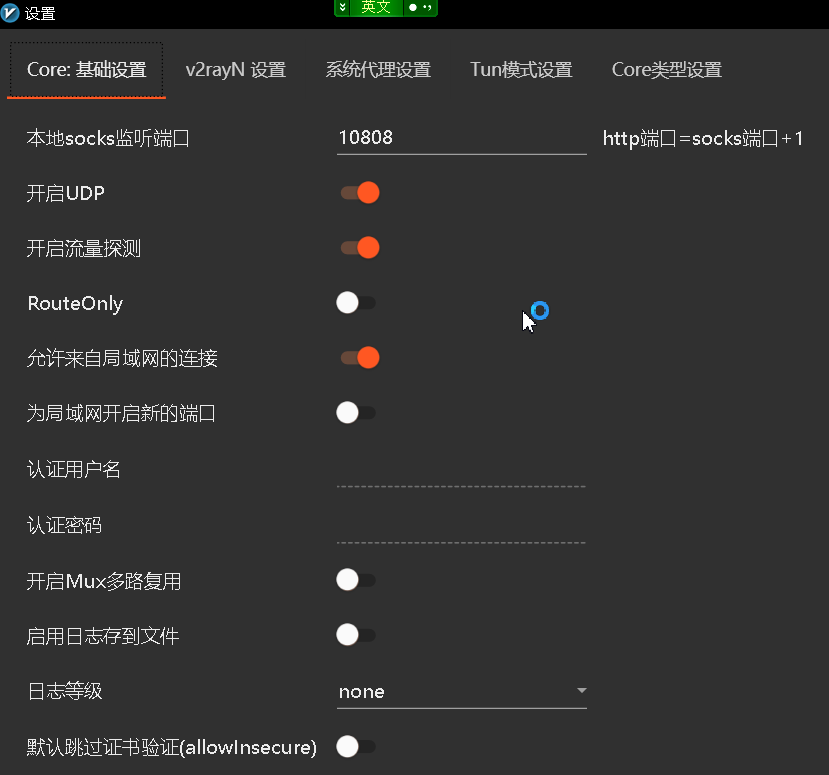 设置
英文
Core: 基础设置 v2rayN 设置 系统代理设置 Tun模式设置 Core类型设置
本地socks监听端口 10808 http端口=socks端口+1
开启UDP
开启流量探测
RouteOnly
允许来自局域网的连接
为局域网开启新的端口
认证用户名
认证密码
开启Mux多路复用
启用日志存到文件
日志等级 none
默认跳过证书验证(allowInsecure)